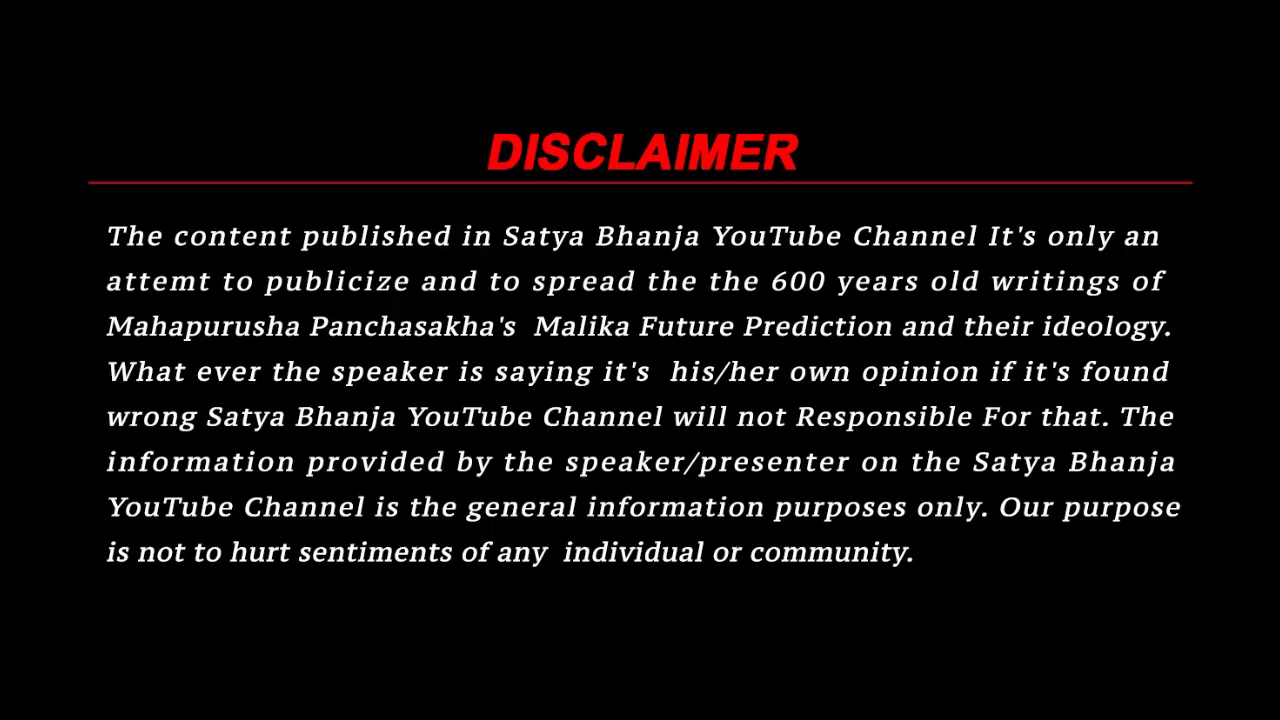 DISCLAIMER
The content published in Satya Bhanja YouTube Channel It's only an
attemt to publicize and to spread the the 600 years old writings of
Mahapurusha Panchasakha's Malika Future Prediction and their ideology.
What ever the speaker is saying it's his/her own opinion if it's found
wrong Satya Bhanja YouTube Channel will not Responsible For that. The
information provided by the speaker/presenter on the Satya Bhanja
YouTube Channel is the general information purposes only. Our purpose
is not to hurt sentiments of any individual or community.